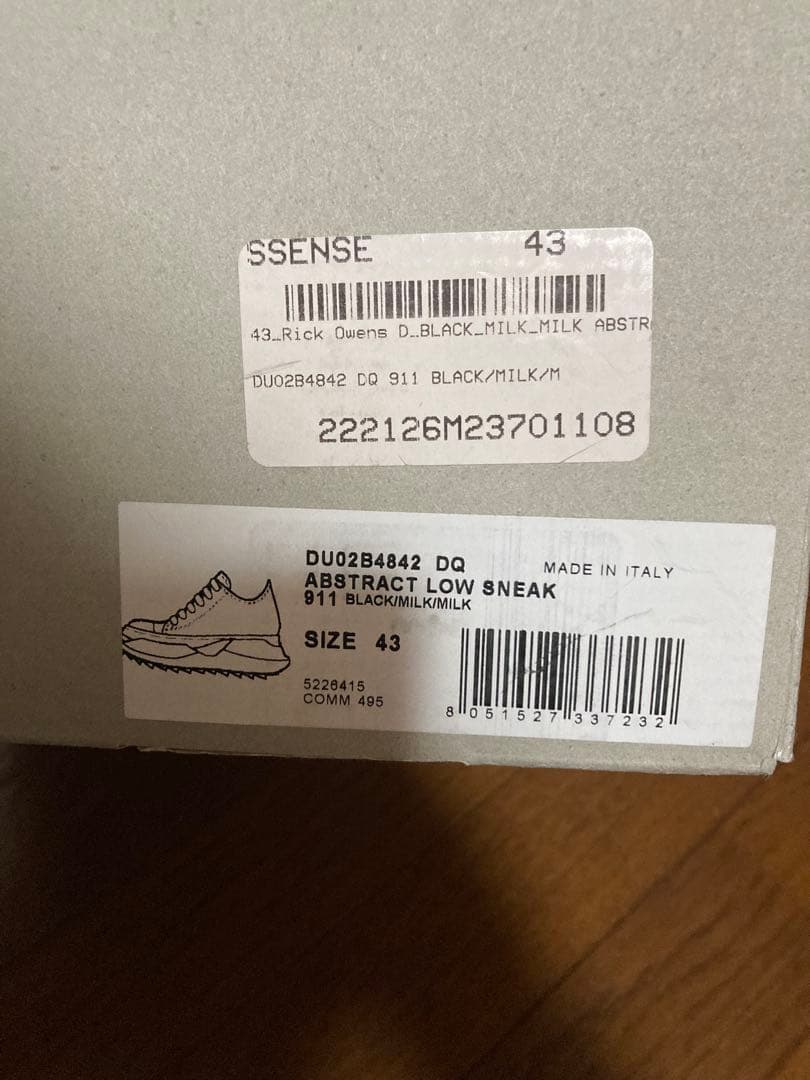 SSENSE 43
43_Rick Owens D_BLACK_MILK_MILK ABSTR
DU02B4842 DQ 911 BLACK/MILK/M
222126M23701108
DU02B4842 DQ
MADE IN ITALY
ABSTRACT LOW SNEAK
911 BLACK/MILK/MILK
SIZE 43
5226415
COMM 495
8 051527 337232